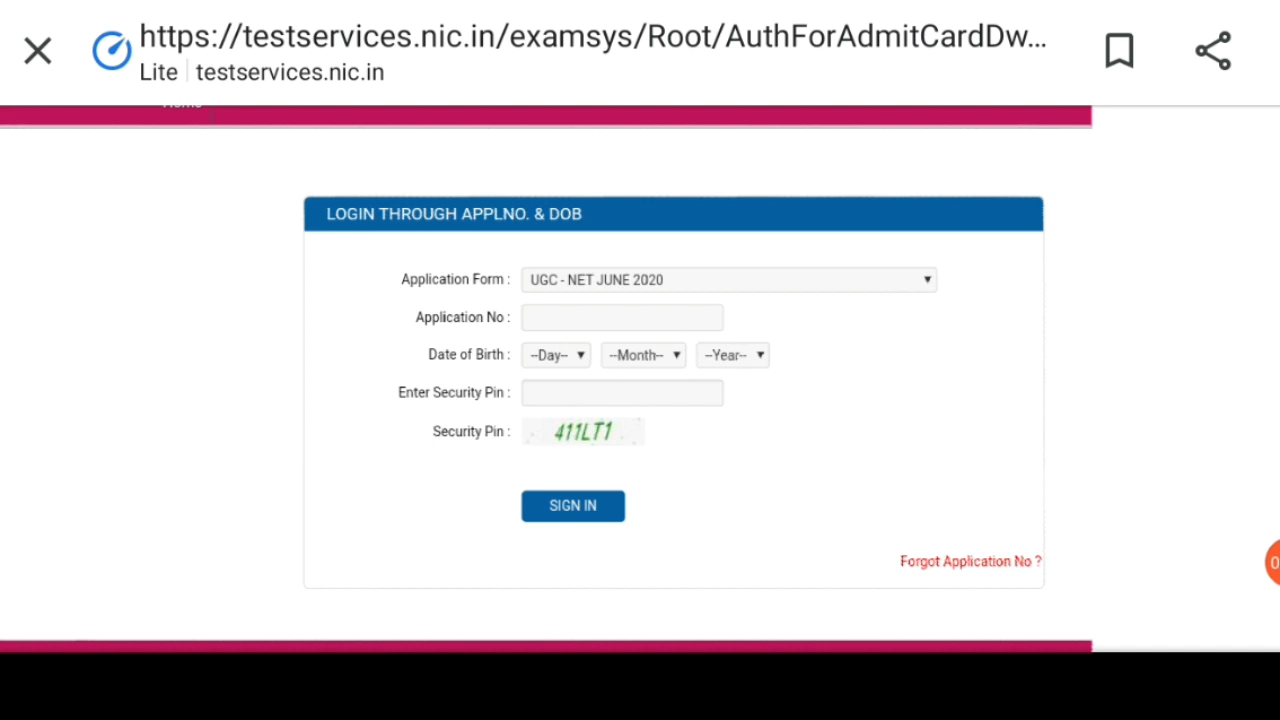 https://testservices.nic.in/examsys/Root/AuthForAdmitCardDw...
Lite testservices.nic.in
Home
LOGIN THROUGH APPLNO. & DOB
Application Form : UGC - NET JUNE 2020
Application No :
Date of Birth : --Day-- --Month-- --Year--
Enter Security Pin :
Security Pin : 411LT1
SIGN IN
Forgot Application No ?
0